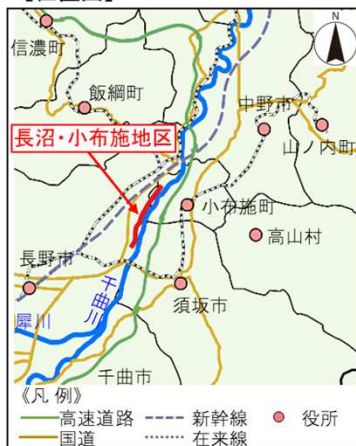 N
信濃町
飯綱町
中野市
山ノ内町
長沼・小布施地区
小布施町
高山村
長野市
千曲川
須坂市
犀川
千曲市
《凡 例》
高速道路
新幹線
役所
国道
在来線